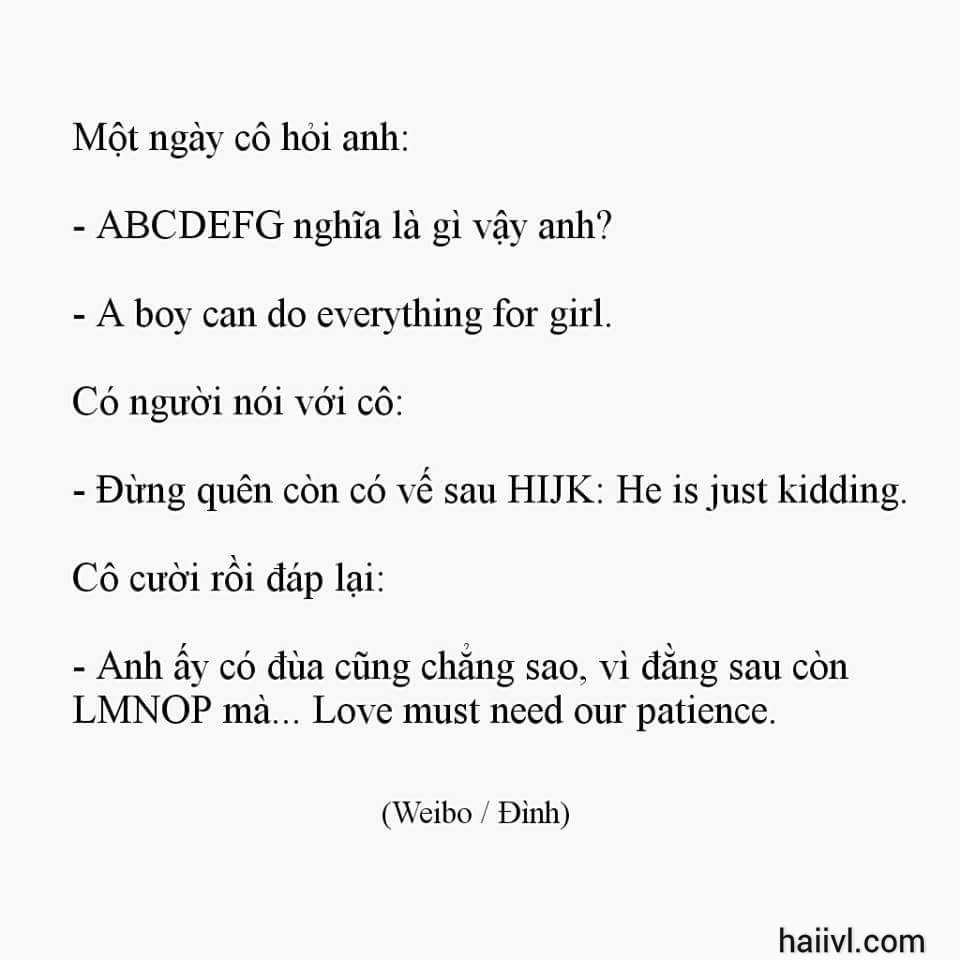 Một ngày cô hỏi anh:
- ABCDEFG nghĩa là gì vậy anh?
- A boy can do everything for girl.
Có người nói với cô:
- Đừng quên còn có vế sau HIJK: He is just kidding.
Cô cười rồi đáp lại:
- Anh ấy có đùa cũng chẳng sao, vì đằng sau còn
LMNOP mà... Love must need our patience.
(Weibo / Đình)
haiivl.com